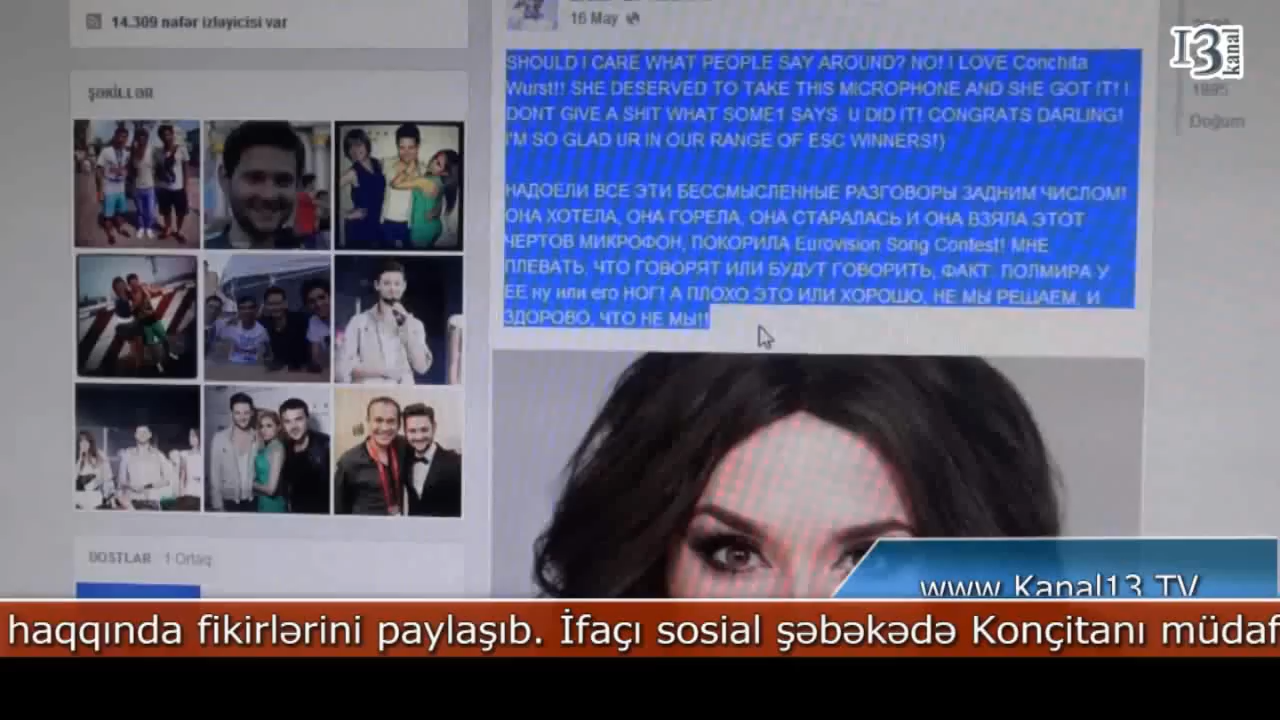 14.309 nəfər izləyicisi var
16 May
13 kanal
SHOULD I CARE WHAT PEOPLE SAY AROUND? NO! I LOVE Conchita
Wurst!! SHE DESERVED TO TAKE THIS MICROPHONE AND SHE GOT IT! I
DONT GIVE A SHIT WHAT SOME1 SAYS. U DID IT! CONGRATS DARLING!
I'M SO GLAD UR IN OUR RANGE OF ESC WINNERS!)
ŞƏKİLLƏR
1995
Doğum
НАДОЕЛИ ВСЕ ЭТИ БЕССМЫСЛЕННЫЕ РАЗГОВОРЫ ЗАДНИМ ЧИСЛОМ!
ОНА ХОТЕЛА, ОНА ГОРЕЛА, ОНА СТАРАЛАСЬ И ОНА ВЗЯЛА ЭТОТ
ЧЕРТОВ МИКРОФОН, ПОКОРИЛА Eurovision Song Contest! МНЕ
ПЛЕВАТЬ, ЧТО ГОВОРЯТ ИЛИ БУДУТ ГОВОРИТЬ, ФАКТ: ПОЛМИРА У
ЕЕ ну или его НОГ! А ПЛОХО ЭТО ИЛИ ХОРОШО, НЕ МЫ РЕШАЕМ. И
ЗДОРОВО, ЧТО НЕ МЫ!!
DOSTLAR 1 Ortaq
www.Kanal13.TV
haqqında fikirlərini paylaşıb. İfaçı sosial şəbəkədə Konçitanı müdaf